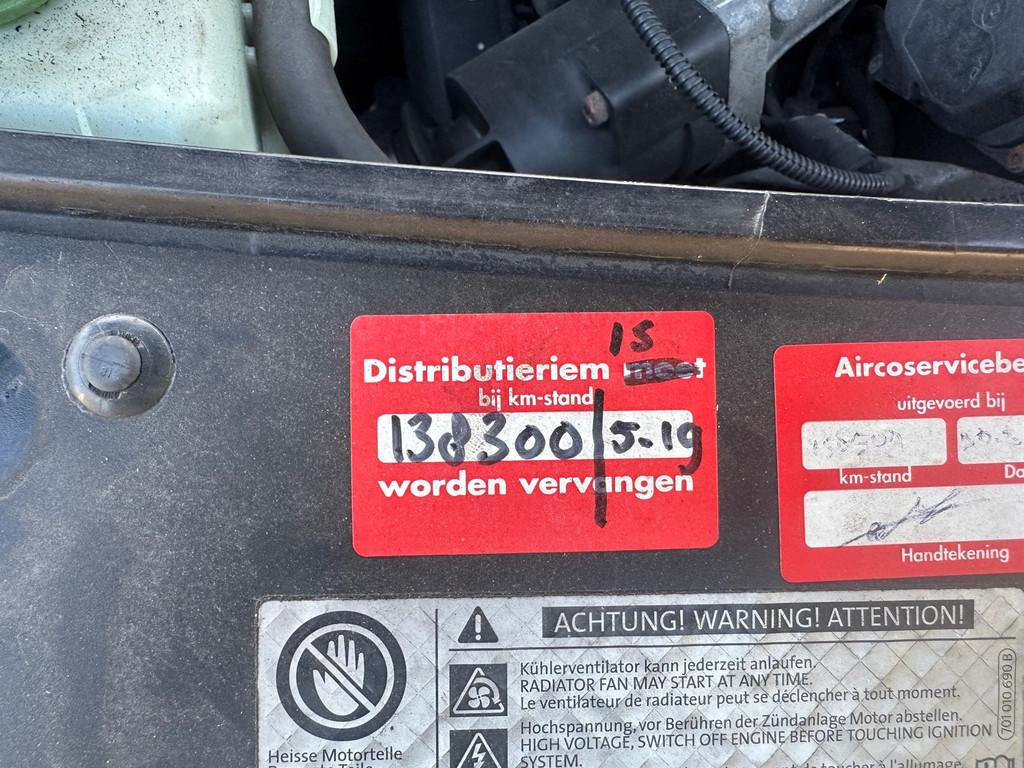 IS
Distributieriem moet
bij km-stand
138300/5-19
worden vervangen
Aircoservicebe
uitgevoerd bij
km-stand
Da
Handtekening
ACHTUNG! WARNING! ATTENTION!
Kühlerventilator kann jederzeit anlaufen.
RADIATOR FAN MAY START AT ANY TIME.
Le ventilateur de radiateur peut se déclencher à tout moment.
Hochspannung, vor Berühren der Zündanlage Motor abstellen.
HIGH VOLTAGE, SWITCH OFF ENGINE BEFORE TOUCHING IGNITION
SYSTEM.
701 010 690 B
Heisse Motorteile